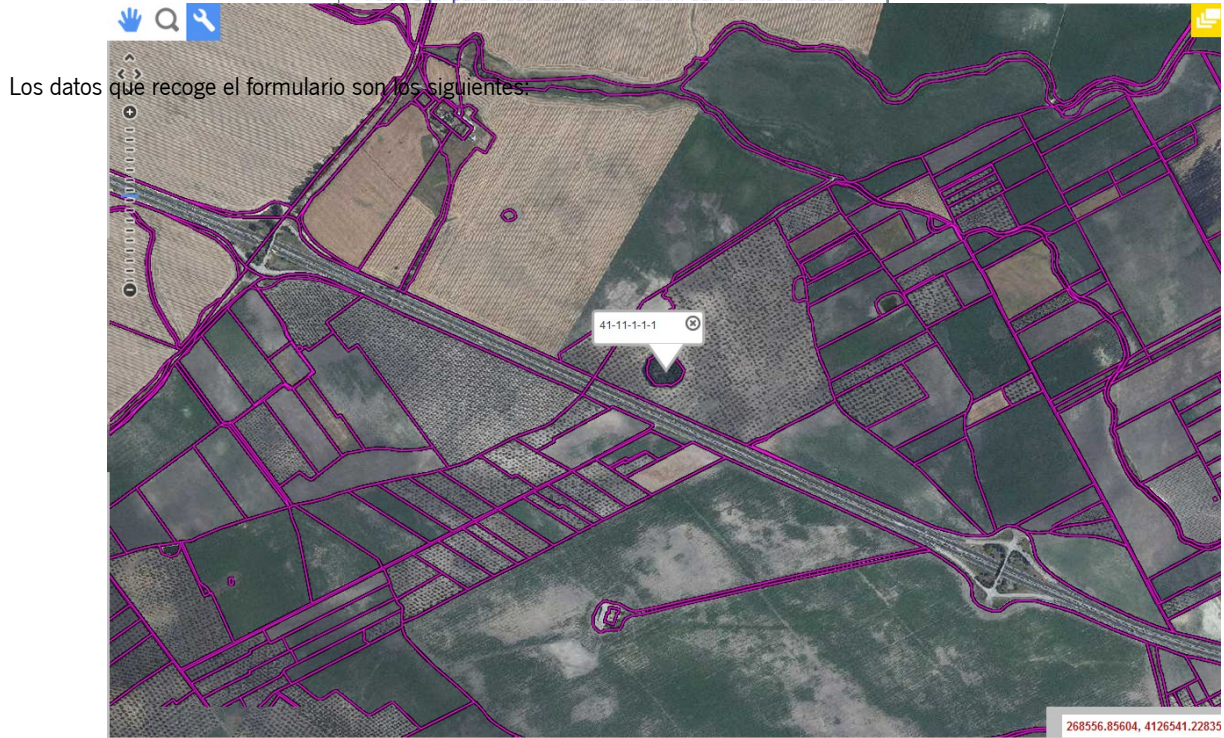 Los datos que recoge el formulario son los siguientes:
41-11-1-1-1
268556.85604, 4126541.22835